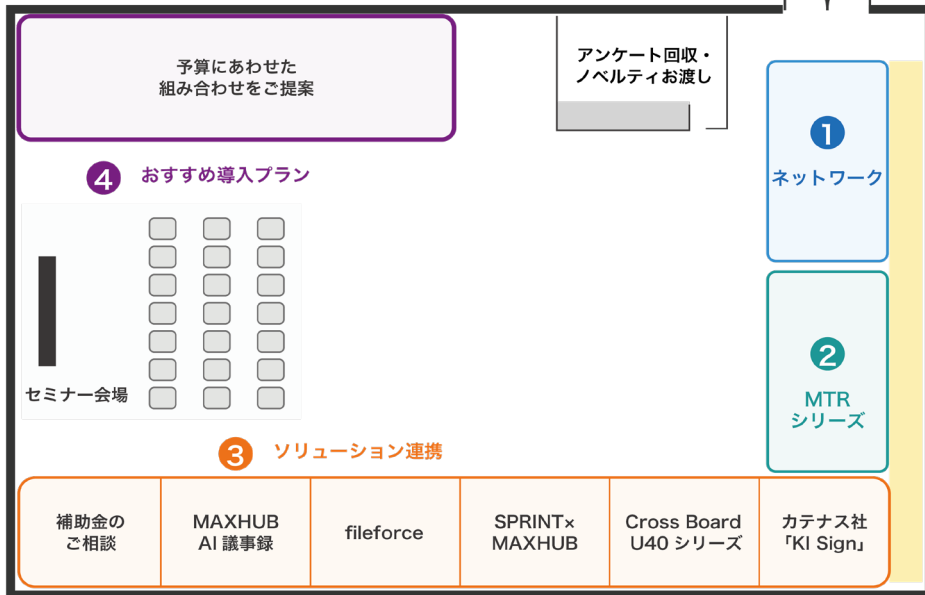 予算にあわせた
組み合わせをご提案
アンケート回収・
ノベルティお渡し
1
ネットワーク
4 おすすめ導入プラン
セミナー会場
2
MTR
シリーズ
3 ソリューション連携
補助金の
ご相談
MAXHUB
AI 議事録
fileforce
SPRINT×
MAXHUB
Cross Board
U40 シリーズ
カテナス社
「KI Sign」